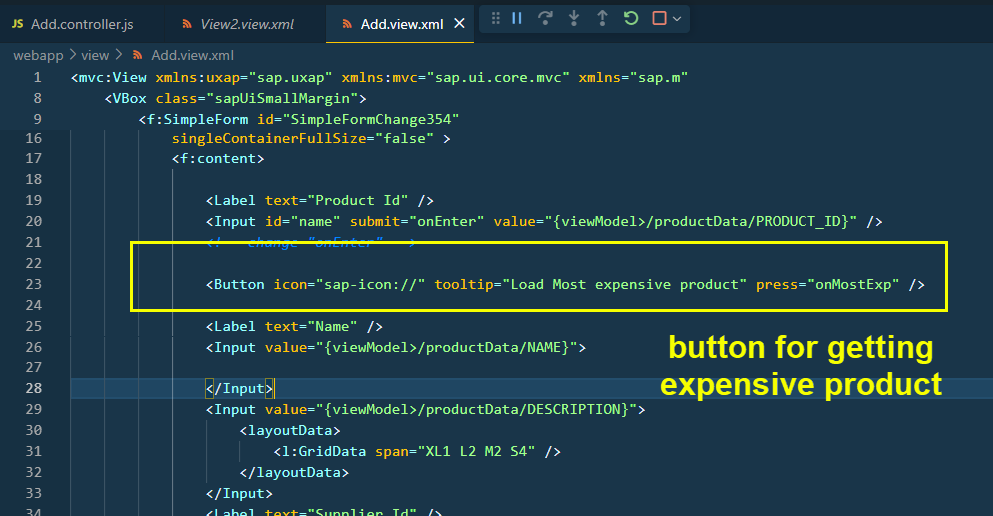 JS Add.controller.js View2.view.xml Add.view.xml
webapp > view > Add.view.xml
1 <mvc:View xmlns:uxap="sap.uxap" xmlns:mvc="sap.ui.core.mvc" xmlns="sap.m"
8 <VBox class="sapUiSmallMargin">
9 <f:SimpleForm id="SimpleFormChange354"
16 singleContainerFullSize="false" >
17 <f:content>
18
19 <Label text="Product Id" />
20 <Input id="name" submit="onEnter" value="{viewModel>/productData/PRODUCT_ID}" />
21 change="onEnter"
22
23 <Button icon="sap-icon://" tooltip="Load Most expensive product" press="onMostExp" />
24
25 <Label text="Name" />
26 <Input value="{viewModel>/productData/NAME}">
27
28 </Input>
29 <Input value="{viewModel>/productData/DESCRIPTION}">
30 <layoutData>
31 <l:GridData span="XL1 L2 M2 S4" />
32 </layoutData>
33 </Input>
34 <Label text="Supplier Id" />
button for getting
expensive product